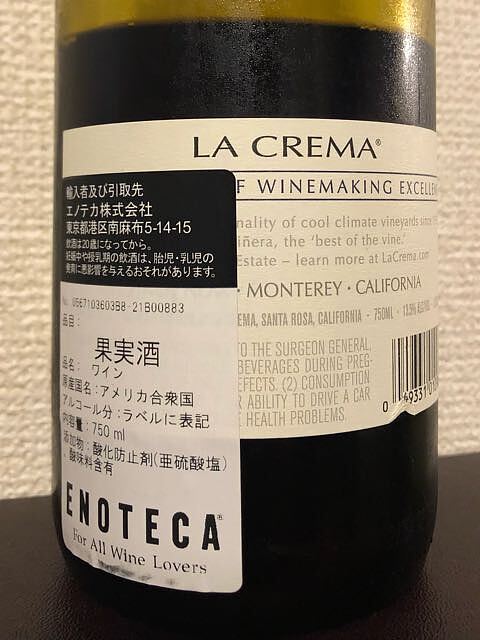 LA CREMA®
F WINEMAKING EXCELLEN
nality of cool climate vineyards since
iñera, the 'best of the vine.'
Estate – learn more at LaCrema.com
· MONTEREY · CALIFORNIA
EMA, SANTA ROSA, CALIFORNIA - 750ML - 13.5%
TO THE SURGEON GENERAL,
BEVERAGES DURING PREG-
EFECTS. (2) CONSUMPTION
R ABILITY TO DRIVE A CAR
HEALTH PROBLEMS.
輸入者及び引取先
エノテカ株式会社
東京都港区南麻布5-14-15
飲酒は20歳になってから。
妊娠中や授乳期の飲酒は、胎児・乳児の
発育に悪影響を与えるおそれがあります。
No. 0567103603B8-21B00883
品目:
果実酒
品名: ワイン
原産国名:アメリカ合衆国
アルコール分:ラベルに表記
内容量:750 ml
添加物:酸化防止剤(亜硫酸塩)
、酸味料含有
ENOTECA®
For All Wine Lovers